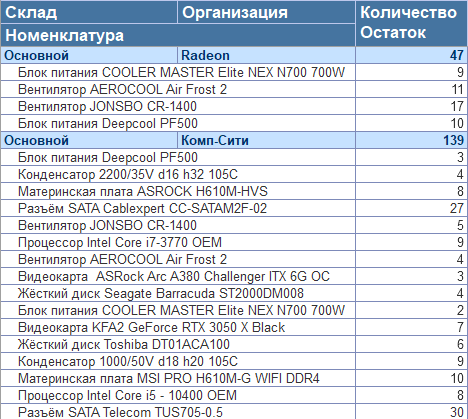 Склад Организация Количество
Номенклатура Остаток
Основной Radeon 47
Блок питания COOLER MASTER Elite NEX N700 700W 9
Вентилятор AEROCOOL Air Frost 2 11
Вентилятор JONSBO CR-1400 17
Блок питания Deepcool PF500 10
Основной Комп-Сити 139
Блок питания Deepcool PF500 3
Конденсатор 2200/35V d16 h32 105C 4
Материнская плата ASROCK H610M-HVS 8
Разъём SATA Cablexpert CC-SATAM2F-02 27
Вентилятор JONSBO CR-1400 5
Процессор Intel Core i7-3770 OEM 9
Вентилятор AEROCOOL Air Frost 2 4
Видеокарта  ASRock Arc A380 Challenger ITX 6G OC 3
Жёсткий диск Seagate Barracuda ST2000DM008 4
Блок питания COOLER MASTER Elite NEX N700 700W 2
Видеокарта KFA2 GeForce RTX 3050 X Black 7
Жёсткий диск Toshiba DT01ACA100 6
Конденсатор 1000/50V d18 h20 105C 9
Материнская плата MSI PRO H610M-G WIFI DDR4 10
Процессор Intel Core i5 - 10400 OEM 8
Разъём SATA Telecom TUS705-0.5 30